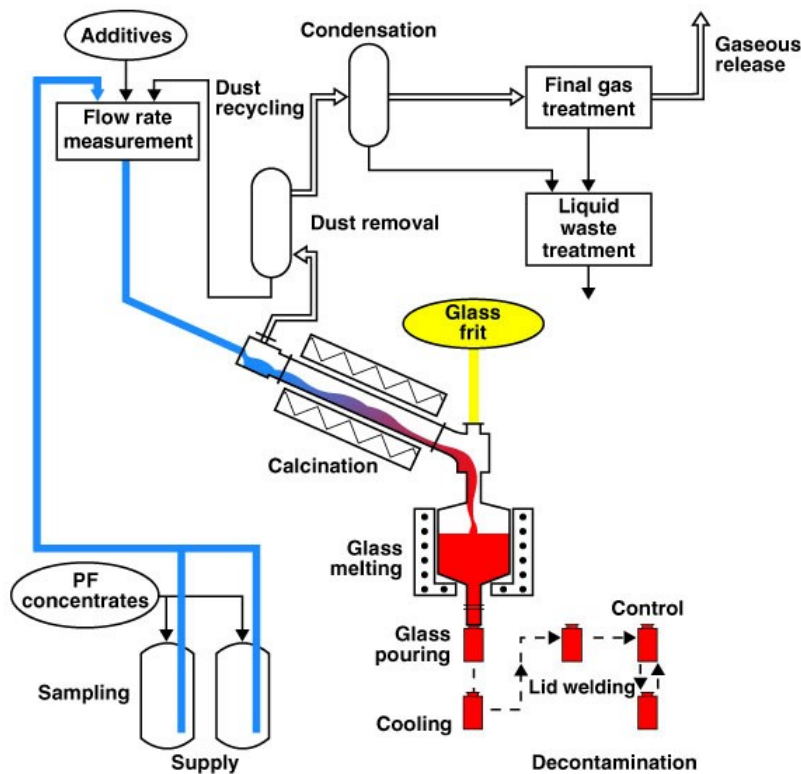 Additives
Condensation
Gaseous
release
Dust
recycling
Flow rate
measurement
Final gas
treatment
Dust removal
Liquid
waste
treatment
Glass
frit
Calcination
Glass
melting
PF
concentrates
Glass
pouring
Control
Sampling
Lid welding
Cooling
Supply
Decontamination